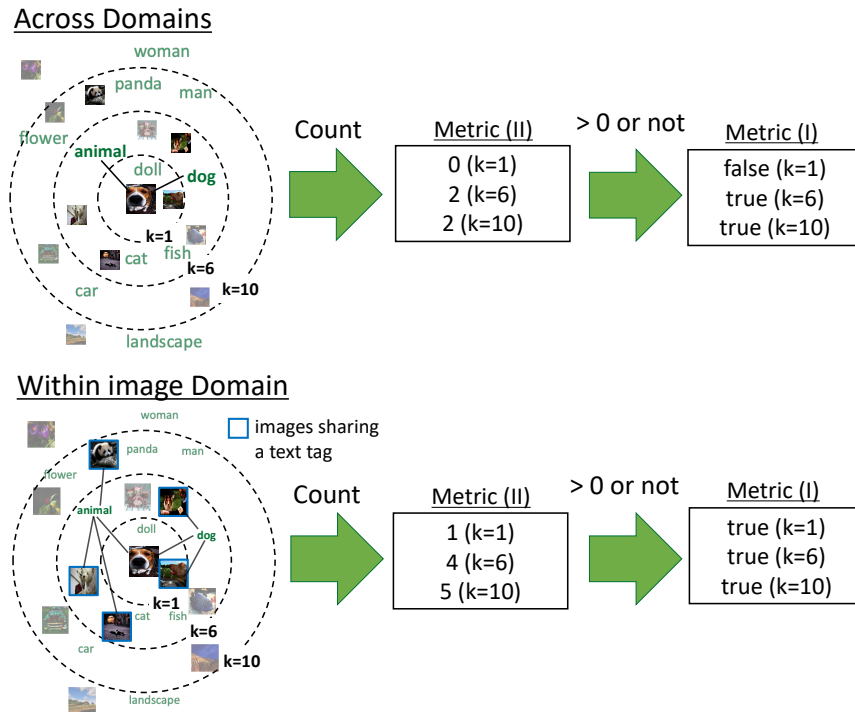 Across Domains
woman
panda
man
flower
animal
doll
dog
k=1
cat
fish
k=6
car
k=10
landscape
Count
Metric (II)
0 (k=1)
2 (k=6)
2 (k=10)
> 0 or not
Metric (I)
false (k=1)
true (k=6)
true (k=10)
Within image Domain
woman
images sharing
a text tag
panda
man
flower
animal
doll
dog
k=1
cat
fish
k=6
car
k=10
landscape
Count
Metric (II)
1 (k=1)
4 (k=6)
5 (k=10)
> 0 or not
Metric (I)
true (k=1)
true (k=6)
true (k=10)